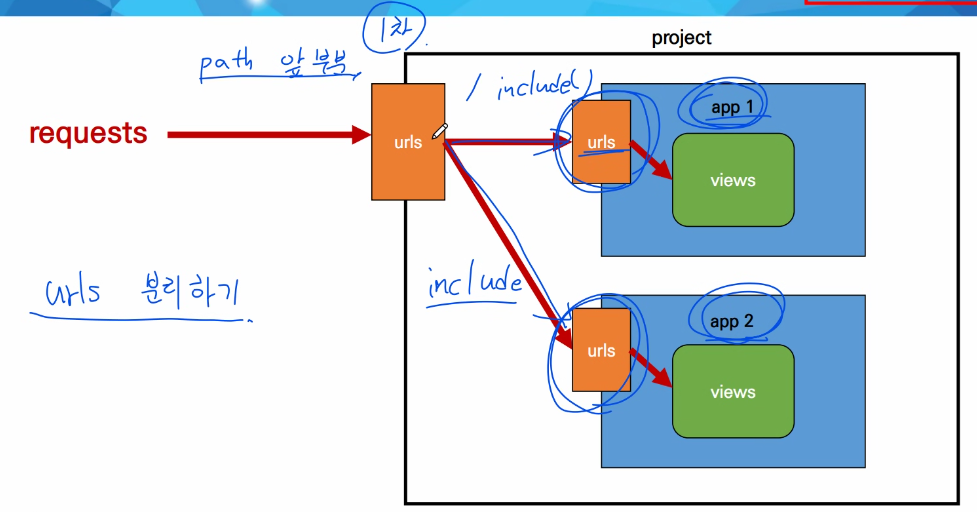 1차.
project
path 앞 부분,
/ include()
app 1
requests
urls
urls
views
urls 분리하기.
include
app 2
urls
views